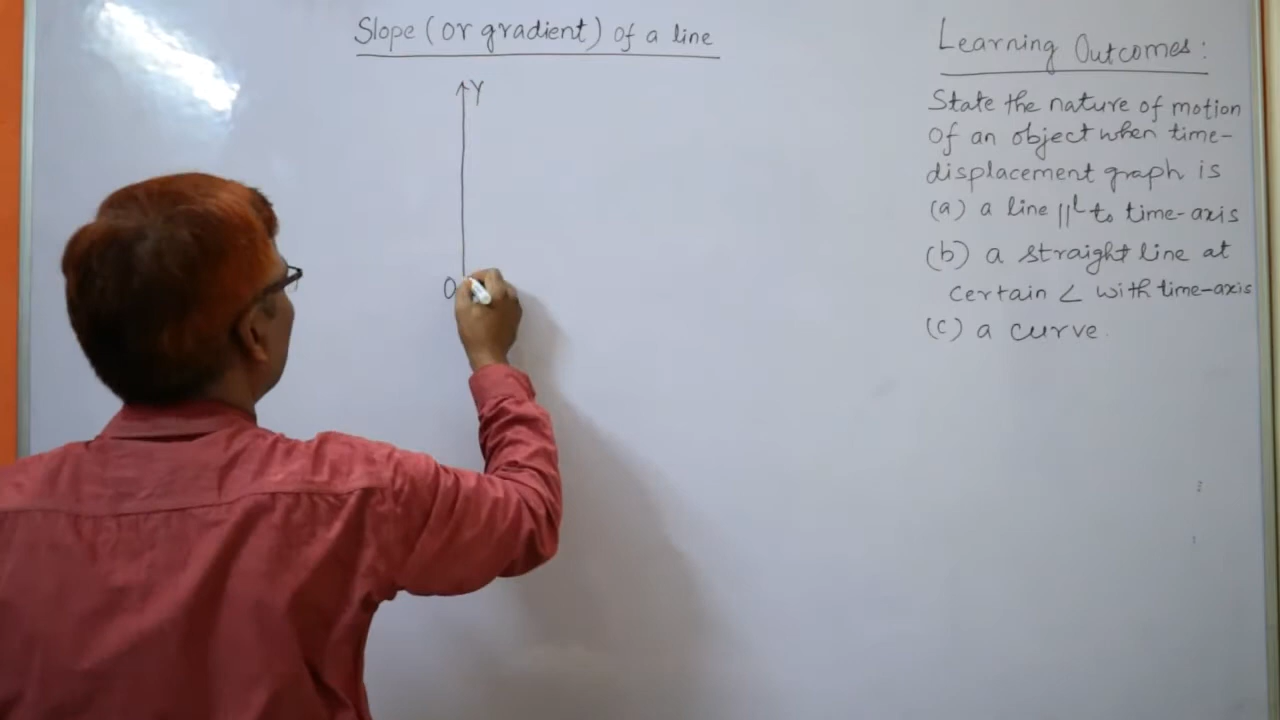 Slope (or gradient) of a line
Y
O
Learning Outcomes:
State the nature of motion
of an object when time-
displacement graph is
(a) a line ||ᴸ to time-axis
(b) a straight line at
certain ∠ with time-axis
(c) a curve.